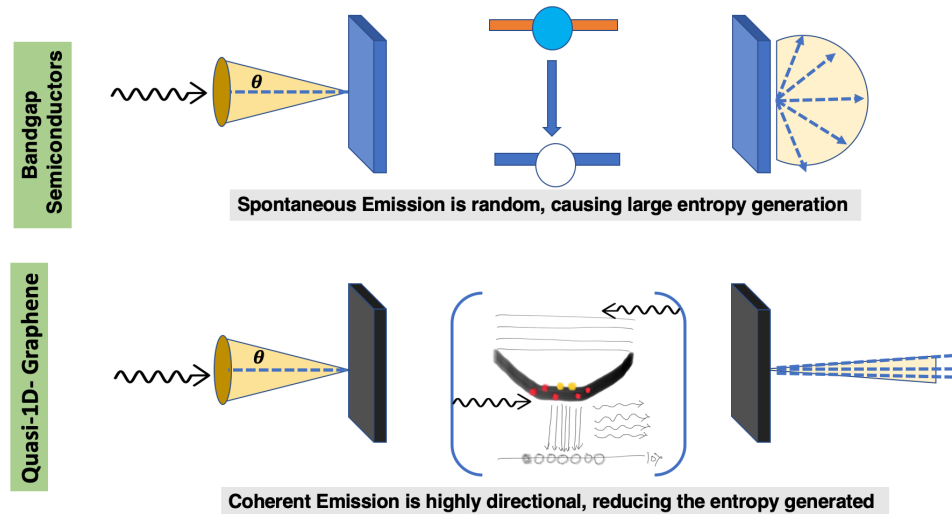 Bandgap
Semiconductors
θ
Spontaneous Emission is random, causing large entropy generation
Quasi-1D- Graphene
θ
Coherent Emission is highly directional, reducing the entropy generated